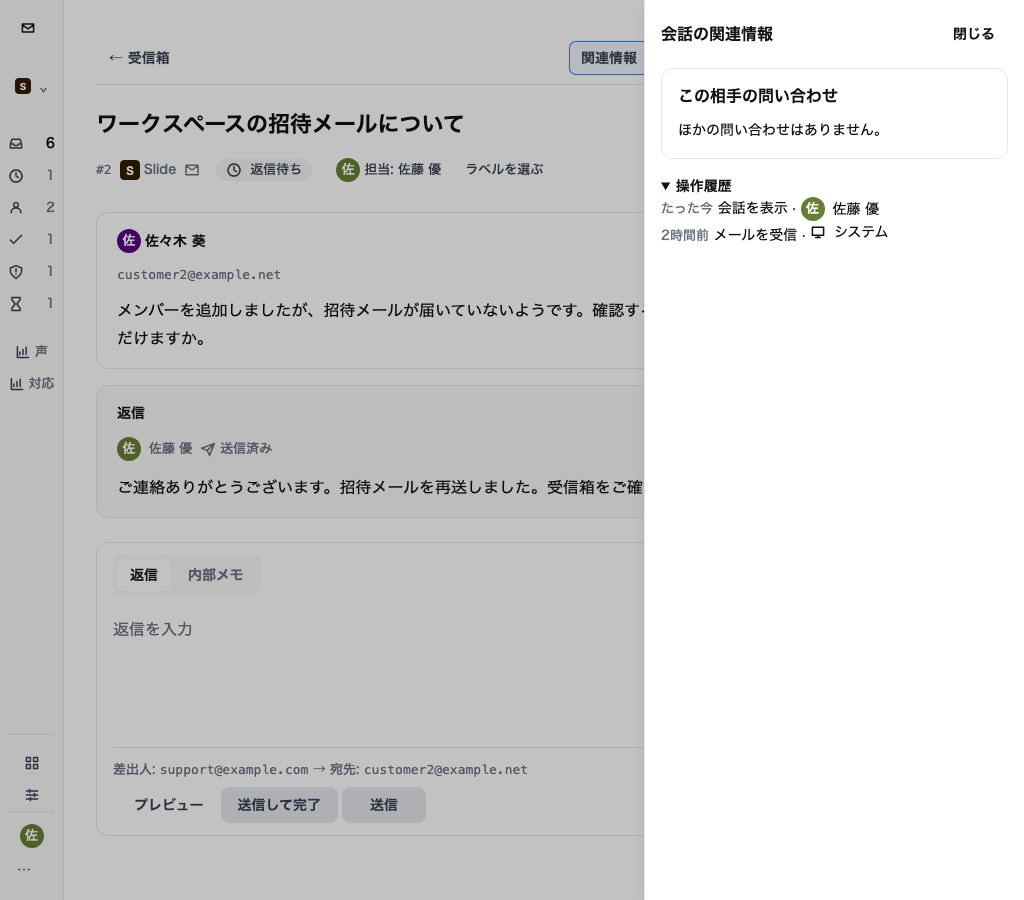 S
6
1
2
1
1
1
声
対応
佐
...
← 受信箱
関連情報
ワークスペースの招待メールについて
#2 S Slide 返信待ち 佐 担当: 佐藤 優 ラベルを選ぶ
佐 佐々木 葵
customer2@example.net
メンバーを追加しましたが、招待メールが届いていないようです。確認す
だけますか。
返信
佐 佐藤 優 送信済み
ご連絡ありがとうございます。招待メールを再送しました。受信箱をご確
返信 内部メモ
返信を入力
差出人: support@example.com → 宛先: customer2@example.net
プレビュー 送信して完了 送信
会話の関連情報 閉じる
この相手の問い合わせ
ほかの問い合わせはありません。
▼ 操作履歴
たった今 会話を表示 · 佐 佐藤 優
2時間前 メールを受信 · システム